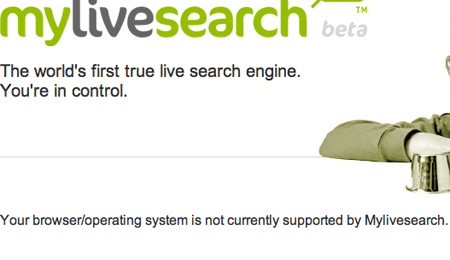 mylivesearch™
beta
The world's first true live search engine.
You're in control.
Your browser/operating system is not currently supported by Mylivesearch.